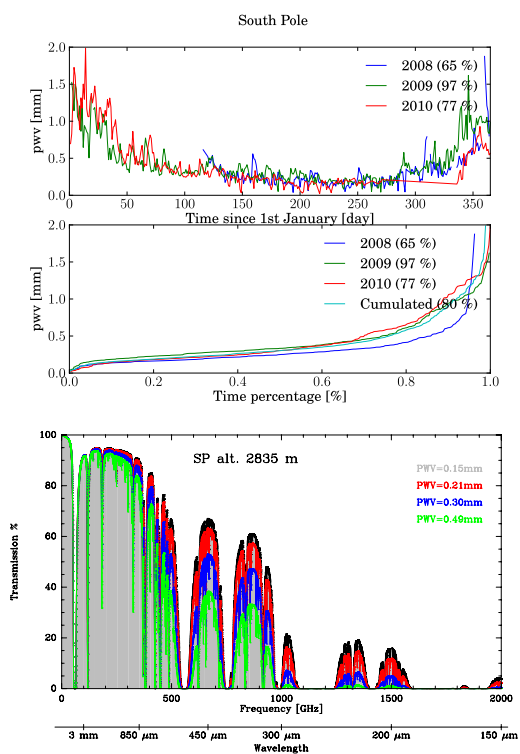 South Pole
2.0
1.5
1.0
0.5
0.0
pwv [mm]
2008 (65 %)
2009 (97 %)
2010 (77 %)
0 50 100 150 200 250 300 350
Time since 1st January [day]
2.0
1.5
1.0
0.5
0.0
pwv [mm]
2008 (65 %)
2009 (97 %)
2010 (77 %)
Cumulated (80 %)
0.0 0.2 0.4 0.6 0.8 1.0
Time percentage [%]
100
80
60
40
20
0
Transmission %
SP alt. 2835 m
PWV=0.15mm
PWV=0.21mm
PWV=0.30mm
PWV=0.49mm
0 500 1000 1500 2000
Frequency [GHz]
3 mm 850 μm 450 μm 300 μm 200 μm 150 μm
Wavelength